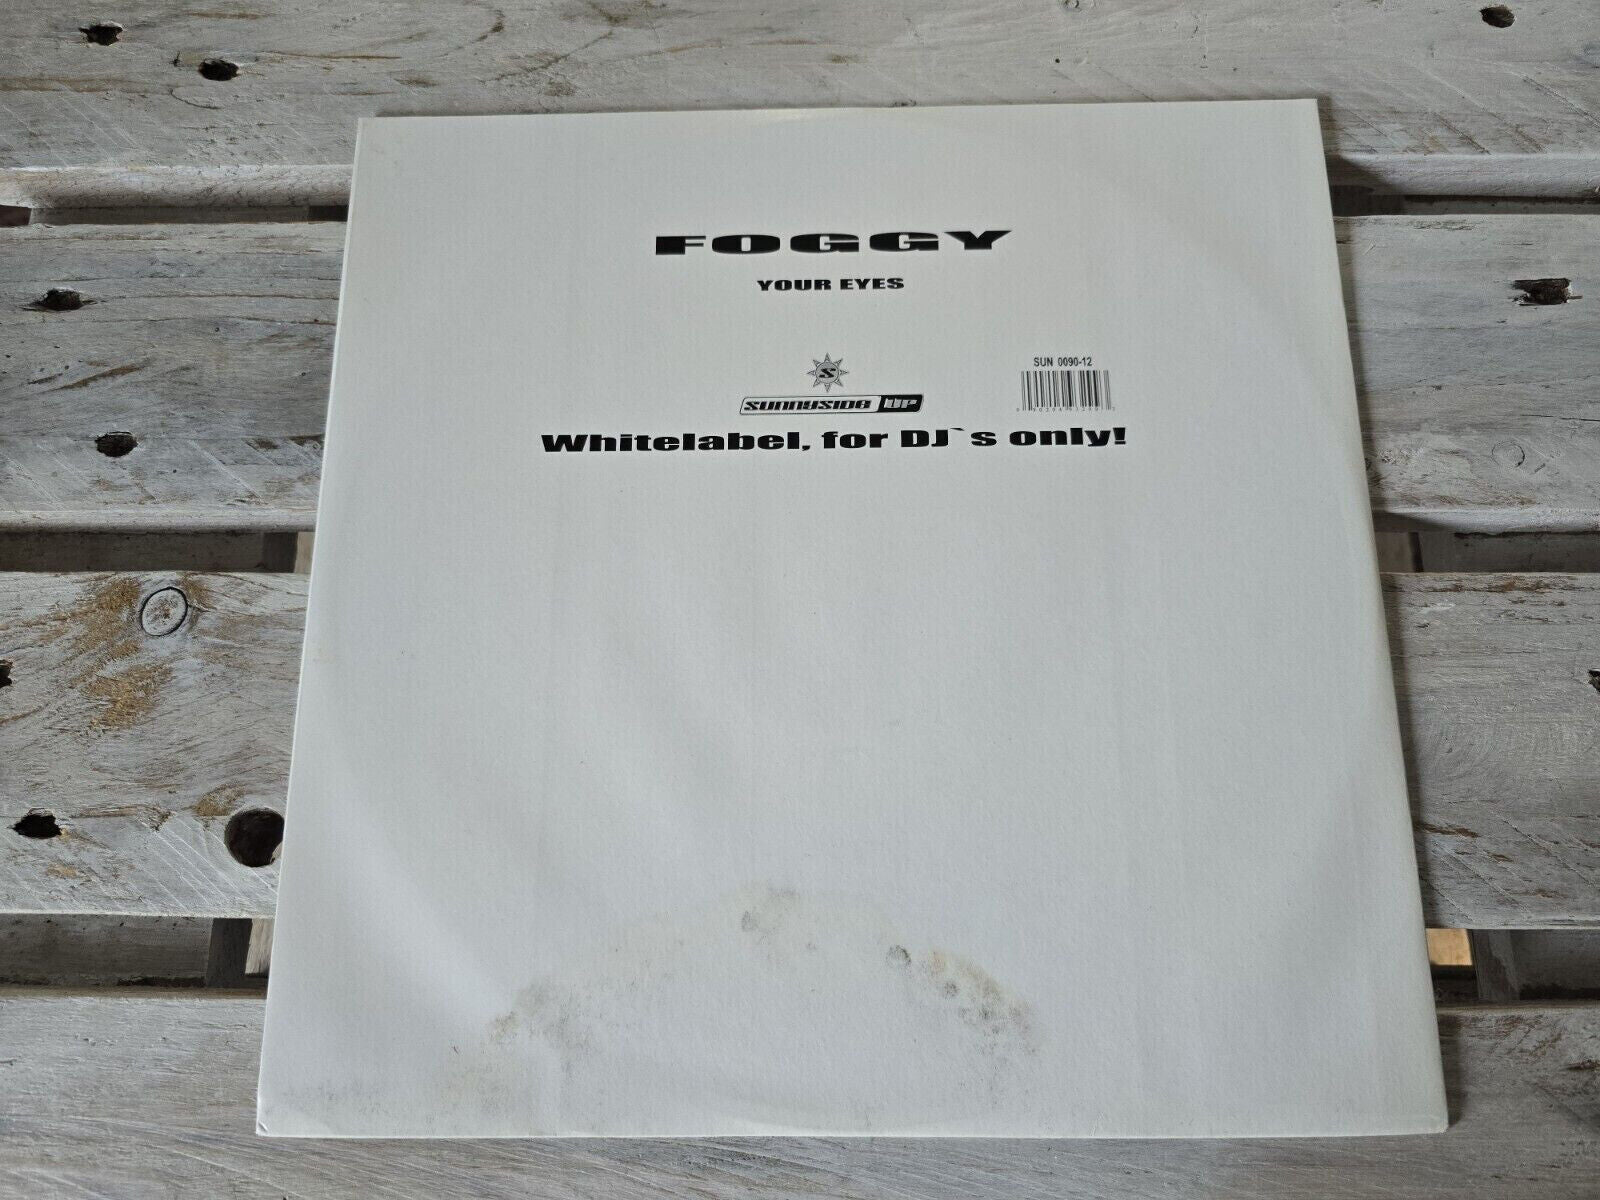 FOGGY
YOUR EYES
SUN 0090-12
S
SUNNYSIDE UP
Whitelabel, for DJ`s only!